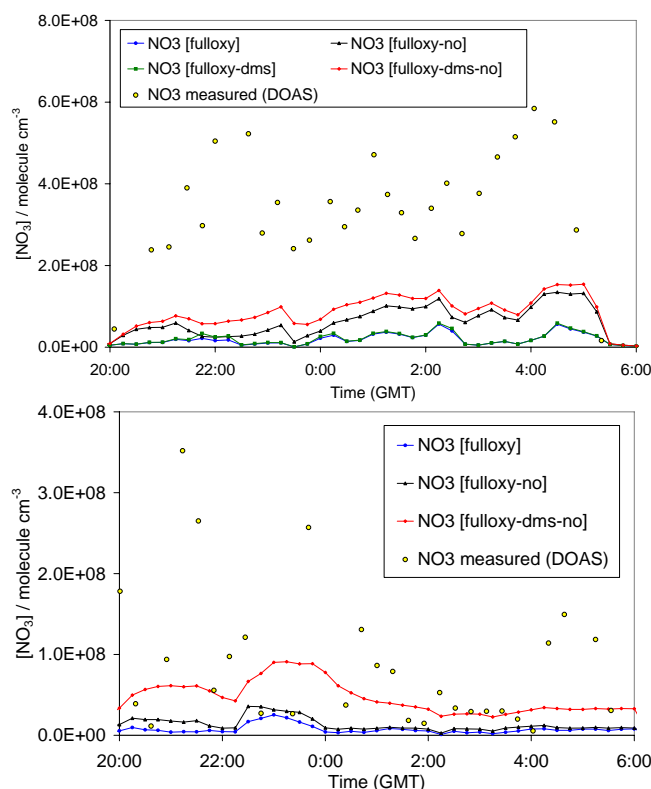 8.0E+08
NO3 [fulloxy] NO3 [fulloxy-no]
NO3 [fulloxy-dms] NO3 [fulloxy-dms-no]
NO3 measured (DOAS)
6.0E+08
4.0E+08
2.0E+08
0.0E+00
[NO3] / molecule cm-3
20:00 22:00 0:00 2:00 4:00 6:00
Time (GMT)
4.0E+08
NO3 [fulloxy]
NO3 [fulloxy-no]
NO3 [fulloxy-dms-no]
NO3 measured (DOAS)
3.0E+08
2.0E+08
1.0E+08
0.0E+00
[NO3] / molecule cm-3
20:00 22:00 0:00 2:00 4:00 6:00
Time (GMT)